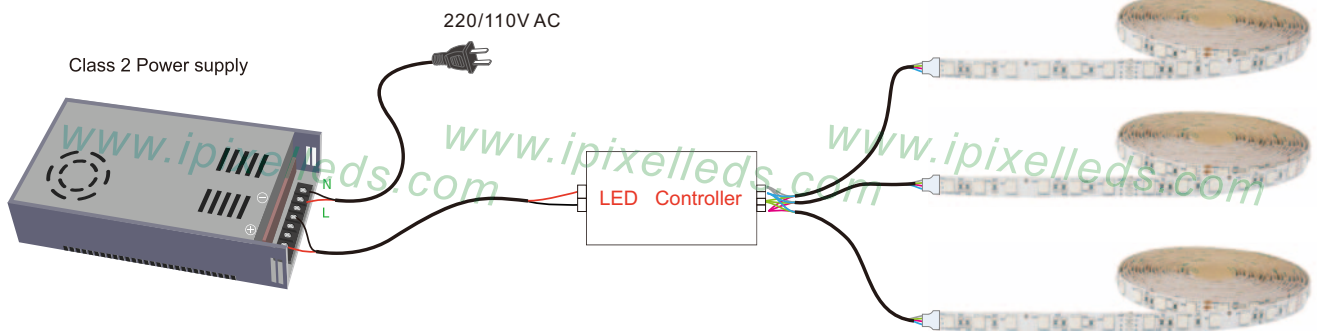 220/110V AC
Class 2 Power supply
www.ipixelleds.com
www.ipixelleds.com
www.ipixelleds.com
N
L
⊖
⊕
LED Controller